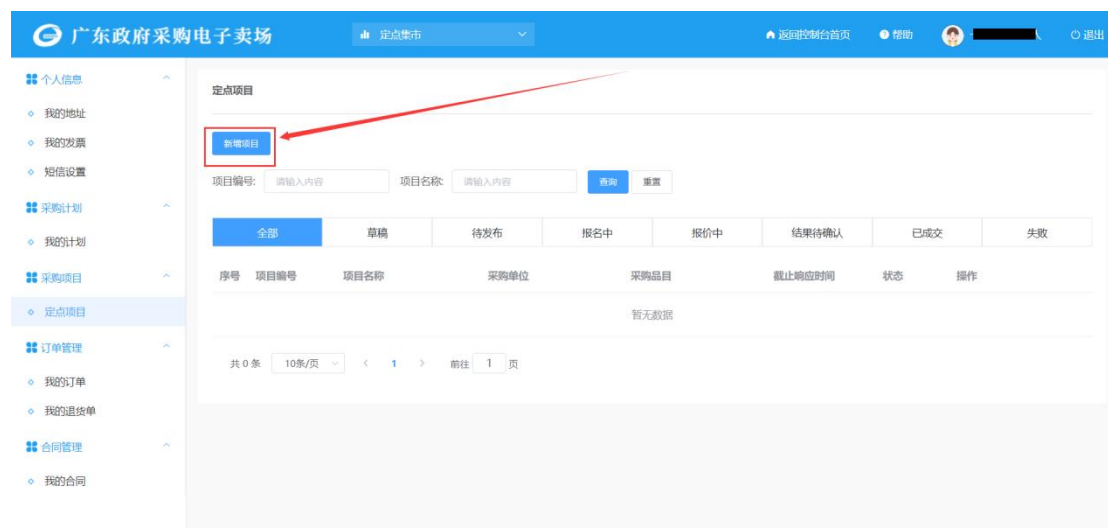 广东政府采购电子卖场 定点集市 返回控制台首页 帮助 退出
个人信息
我的地址
我的发票
短信设置
采购计划
我的计划
采购项目
定点项目
订单管理
我的订单
我的退货单
合同管理
我的合同
定点项目
新增项目
项目编号: 请输入内容 项目名称: 请输入内容 查询 重置
全部 草稿 待发布 报名中 报价中 结果待确认 已成交 失败
序号 项目编号 项目名称 采购单位 采购品目 截止响应时间 状态 操作
暂无数据
共 0 条 10条/页 < 1 > 前往 1 页